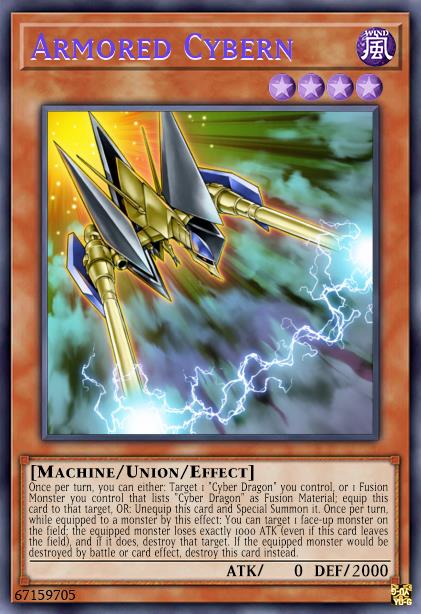 ARMORED CYBERN
WIND
風
[MACHINE/UNION/EFFECT]
Once per turn, you can either: Target 1 "Cyber Dragon" you control, or 1 Fusion
Monster you control that lists "Cyber Dragon" as Fusion Material; equip this
card to that target, OR: Unequip this card and Special Summon it. Once per turn,
while equipped to a monster by this effect: You can target 1 face-up monster on
the field; the equipped monster loses exactly 1000 ATK (even if this card leaves
the field), and if it does, destroy that target. If the equipped monster would be
destroyed by battle or card effect, destroy this card instead.
ATK/ 0 DEF/2000
67159705